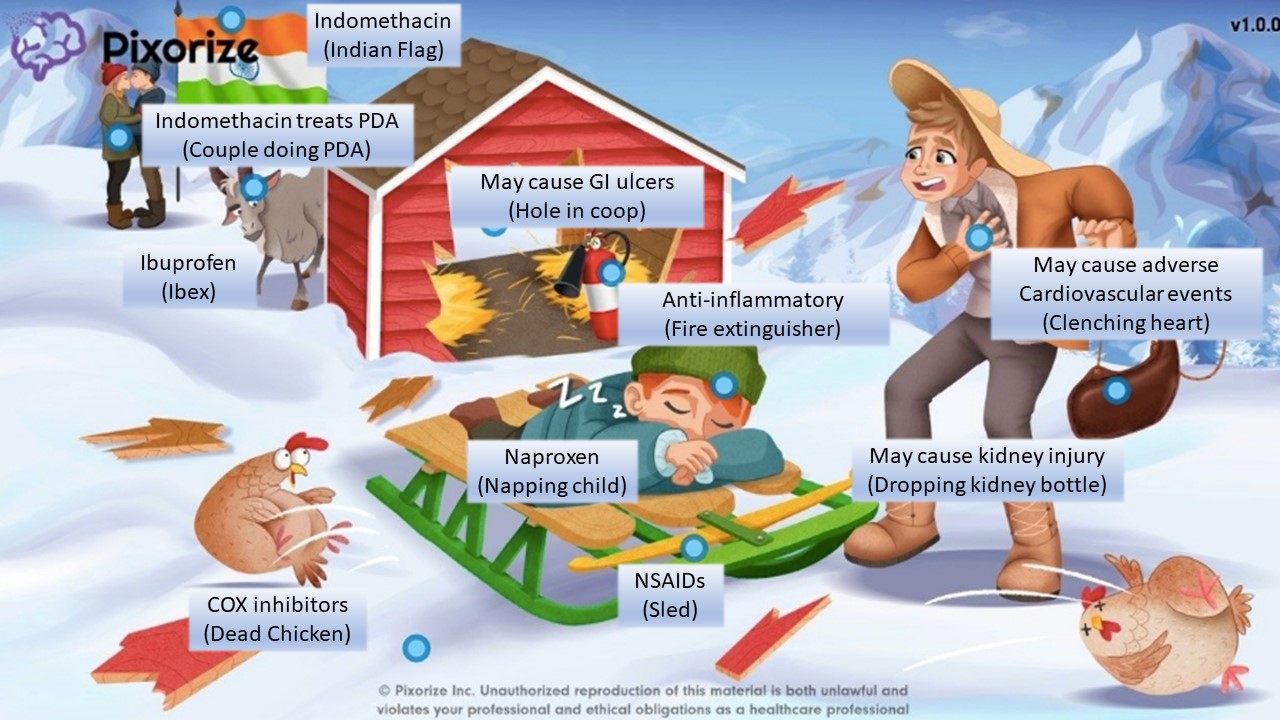 v1.0.0
Pixorize
Indomethacin
(Indian Flag)
Indomethacin treats PDA
(Couple doing PDA)
May cause GI ulcers
(Hole in coop)
Ibuprofen
(Ibex)
Anti-inflammatory
(Fire extinguisher)
May cause adverse
Cardiovascular events
(Clenching heart)
Z z z
Naproxen
(Napping child)
May cause kidney injury
(Dropping kidney bottle)
NSAIDs
(Sled)
COX inhibitors
(Dead Chicken)
© Pixorize Inc. Unauthorized reproduction of this material is both unlawful and
violates your professional and ethical obligations as a healthcare professional